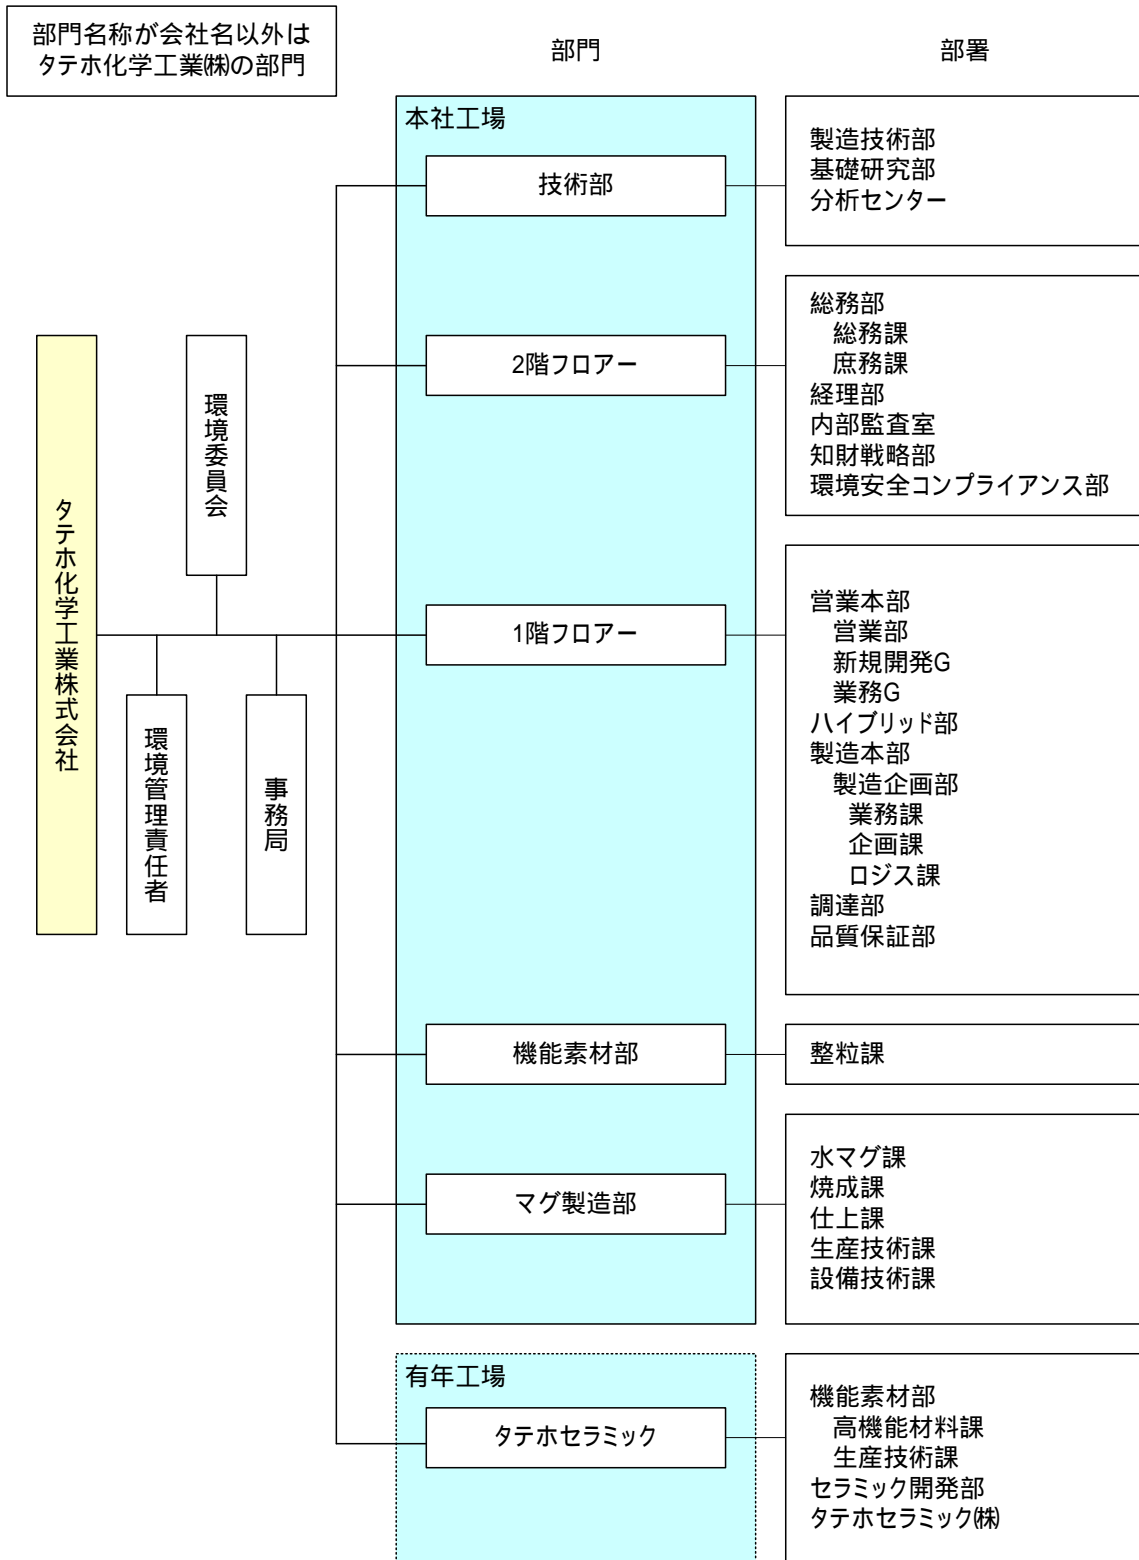 部門名称が会社名以外は
タテホ化学工業㈱の部門
部門
部署
タテホ化学工業株式会社
環境委員会
環境管理責任者
事務局
本社工場
技術部
製造技術部
基礎研究部
分析センター
2階フロアー
総務部
総務課
庶務課
経理部
内部監査室
知財戦略部
環境安全コンプライアンス部
1階フロアー
営業本部
営業部
新規開発G
業務G
ハイブリッド部
製造本部
製造企画部
業務課
企画課
ロジス課
調達部
品質保証部
機能素材部
整粒課
マグ製造部
水マグ課
焼成課
仕上課
生産技術課
設備技術課
有年工場
タテホセラミック
機能素材部
高機能材料課
生産技術課
セラミック開発部
タテホセラミック㈱